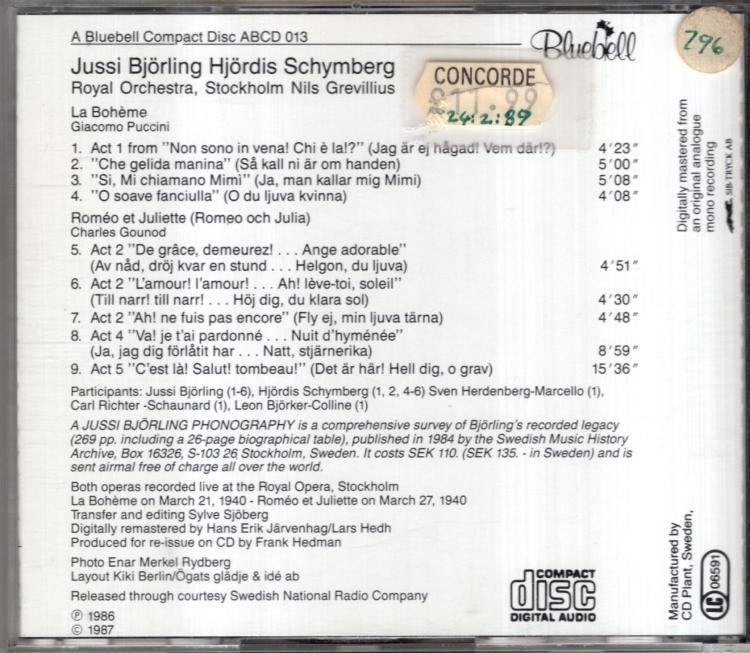 A Bluebell Compact Disc ABCD 013
Bluebell
796
Jussi Björling Hjördis Schymberg
Royal Orchestra, Stockholm Nils Grevillius
CONCORDE
11.99
24:2:89
La Bohème
Giacomo Puccini
1. Act 1 from "Non sono in vena! Chi è la!?" (Jag är ej hågad! Vem där!?) 4'23"
2. "Che gelida manina" (Så kall ni är om handen) 5'00"
3. "Si, Mi chiamano Mimì" (Ja, man kallar mig Mimi) 5'08"
4. "O soave fanciulla" (O du ljuva kvinna) 4'08"
Roméo et Juliette (Romeo och Julia)
Charles Gounod
5. Act 2 "De grâce, demeurez! . . . Ange adorable"
(Av nåd, dröj kvar en stund . . . Helgon, du ljuva) 4'51"
6. Act 2 "L'amour! l'amour! . . . Ah! lève-toi, soleil"
(Till narr! till narr! . . . Höj dig, du klara sol) 4'30"
7. Act 2 "Ah! ne fuis pas encore" (Fly ej, min ljuva tärna) 4'48"
8. Act 4 "Va! je t'ai pardonné . . . Nuit d'hyménée"
(Ja, jag dig förlåtit har . . . Natt, stjärnerika) 8'59"
9. Act 5 "C'est là! Salut! tombeau!" (Det är här! Hell dig, o grav) 15'36"
Participants: Jussi Björling (1-6), Hjördis Schymberg (1, 2, 4-6) Sven Herdenberg-Marcello (1),
Carl Richter -Schaunard (1), Leon Björker-Colline (1)
A JUSSI BJÖRLING PHONOGRAPHY is a comprehensive survey of Björling's recorded legacy
(269 pp. including a 26-page biographical table), published in 1984 by the Swedish Music History
Archive, Box 16326, S-103 26 Stockholm, Sweden. It costs SEK 110. (SEK 135. - in Sweden) and is
sent airmal free of charge all over the world.
Both operas recorded live at the Royal Opera, Stockholm
La Bohème on March 21, 1940 - Roméo et Juliette on March 27, 1940
Transfer and editing Sylve Sjöberg
Digitally remastered by Hans Erik Järvenhag/Lars Hedh
Produced for re-issue on CD by Frank Hedman
Photo Enar Merkel Rydberg
Layout Kiki Berlin/Ögats glädje & idé ab
Released through courtesy Swedish National Radio Company
℗ 1986
© 1987
COMPACT
disc
DIGITAL AUDIO
Digitally mastered from
an original analogue
mono recording
SIB-TRYCK AB
Manufactured by
CD Plant, Sweden,
LC 06591